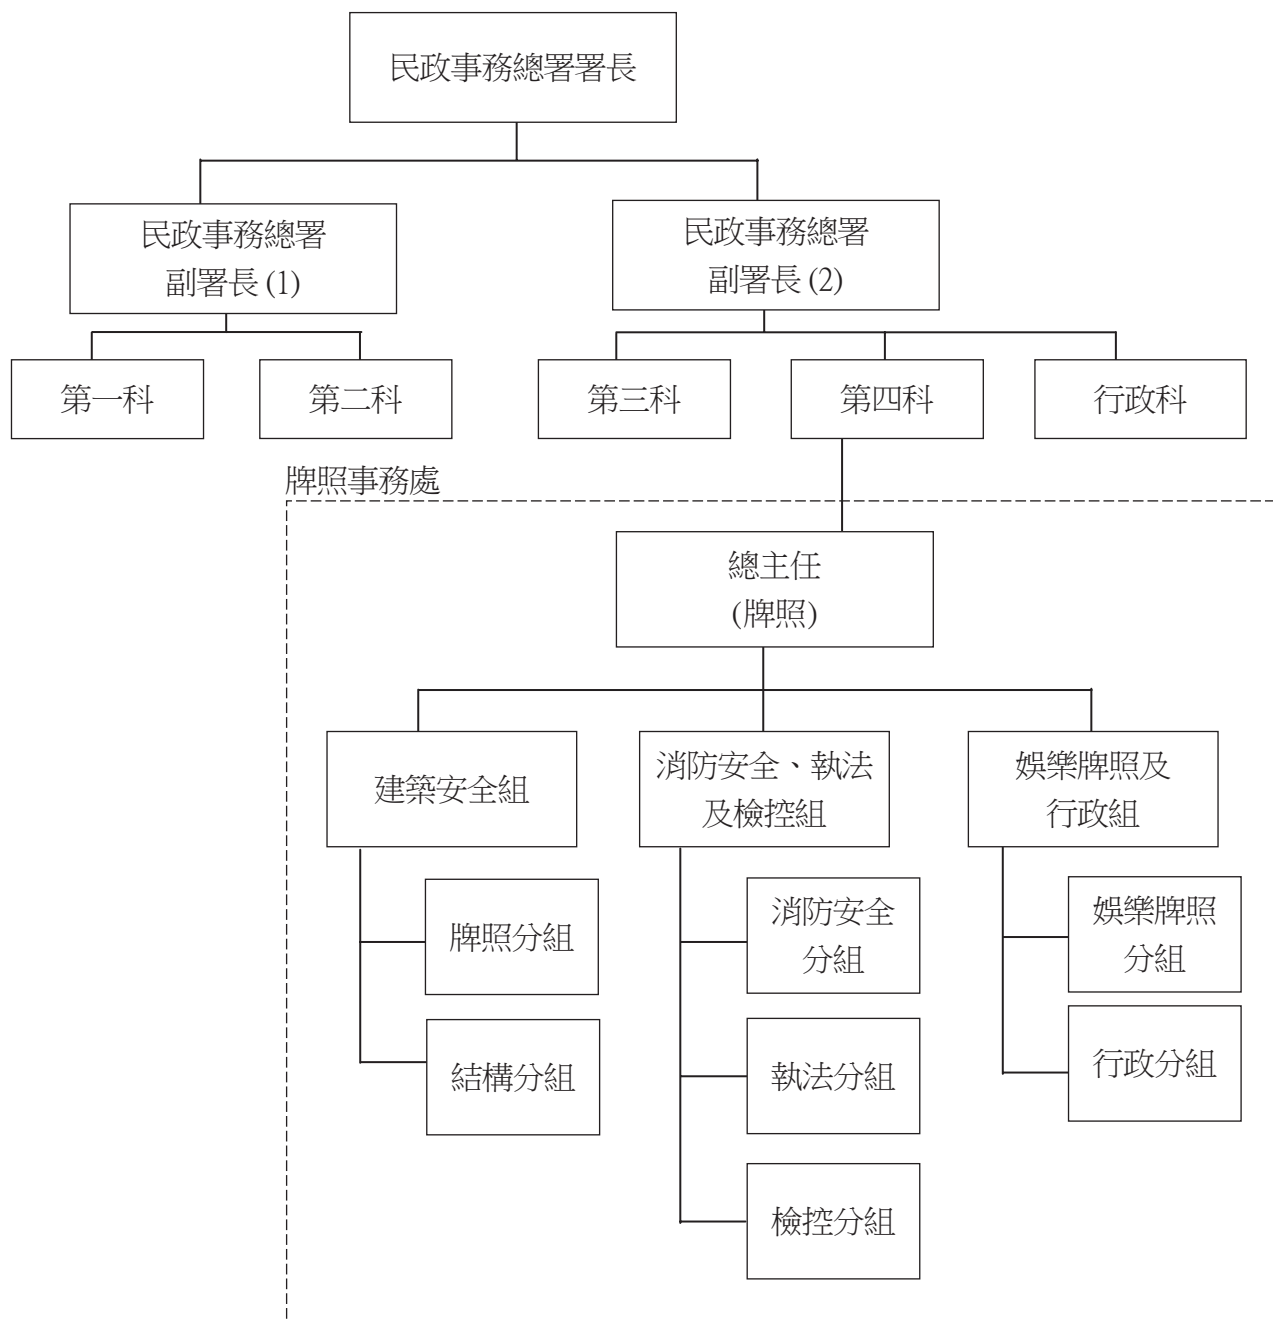 民政事務總署署長
民政事務總署
副署長 (1)
民政事務總署
副署長 (2)
第一科
第二科
第三科
第四科
行政科
牌照事務處
總主任
(牌照)
建築安全組
消防安全、執法
及檢控組
娛樂牌照及
行政組
牌照分組
消防安全
分組
娛樂牌照
分組
結構分組
執法分組
行政分組
檢控分組